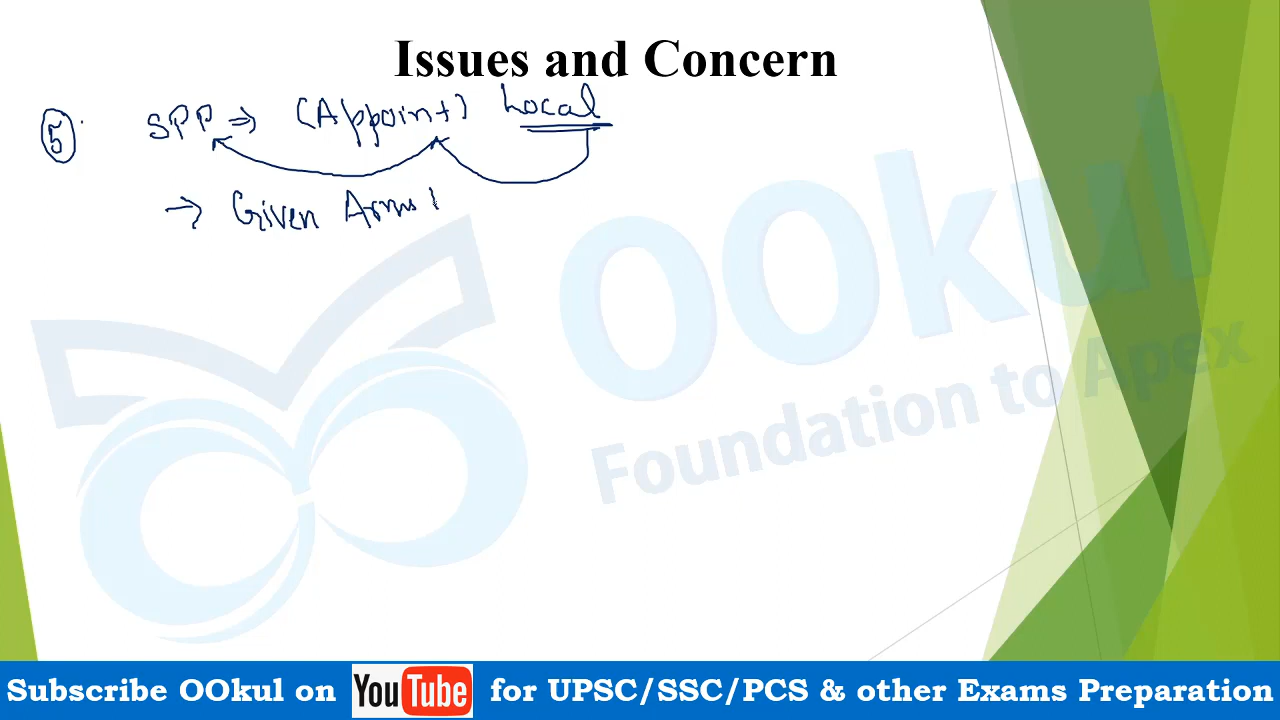 Issues and Concern
5 SPP ⇒ (Appoint) Local
→ Given Arms
OOkul
Foundation to Apex
Subscribe OOkul on YouTube for UPSC/SSC/PCS & other Exams Preparation